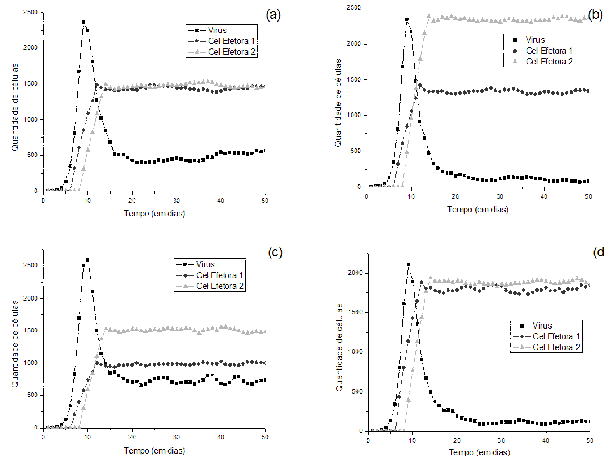 (a)
2500
2000
1500
1000
500
0
Quantidade de células
Virus
Cel Efetora 1
Cel Efetora 2
0 10 20 30 40 50
Tempo (em dias)
(b)
2500
2000
1500
1000
500
0
Quantidade de células
Virus
Cel Efetora 1
Cel Efetora 2
0 10 20 30 40 50
Tempo (em dias)
(c)
2500
2000
1500
1000
500
0
Quantidade de células
Virus
Cel Efetora 1
Cel Efetora 2
0 10 20 30 40 50
Tempo (em dias)
(d
2000
1500
1000
500
0
Quantidade de células
Virus
Cel Efetora 1
Cel Efetora 2
0 10 20 30 40 50
Tempo (em dias)